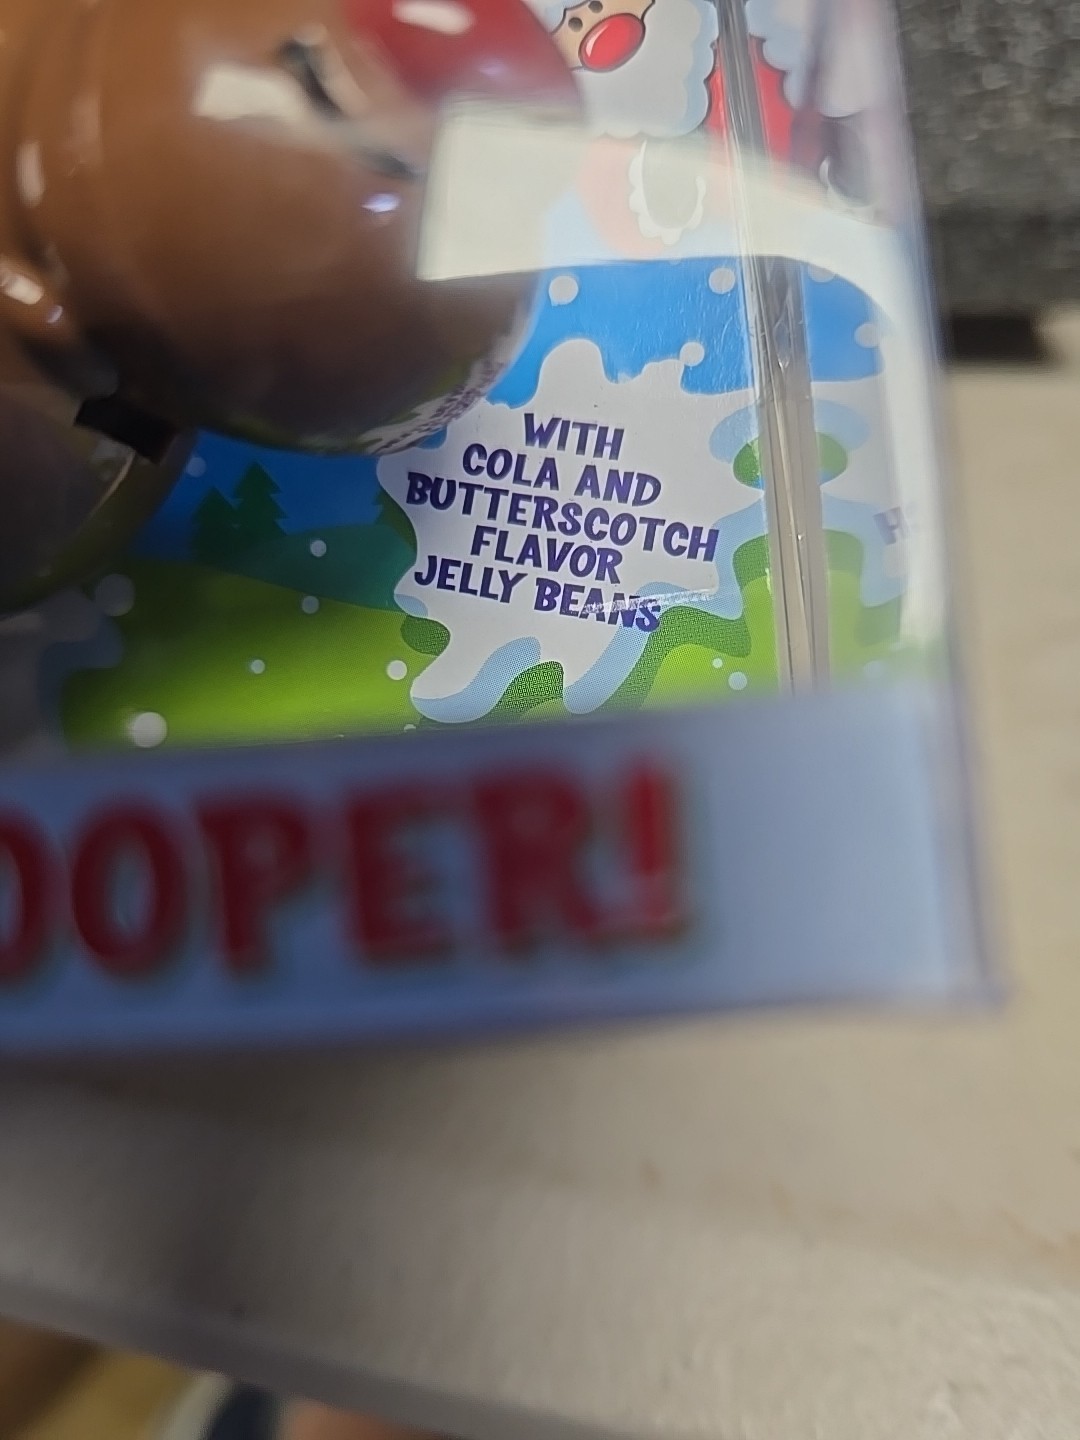 WITH
COLA AND
BUTTERSCOTCH
FLAVOR
JELLY BEANS
OOPER!